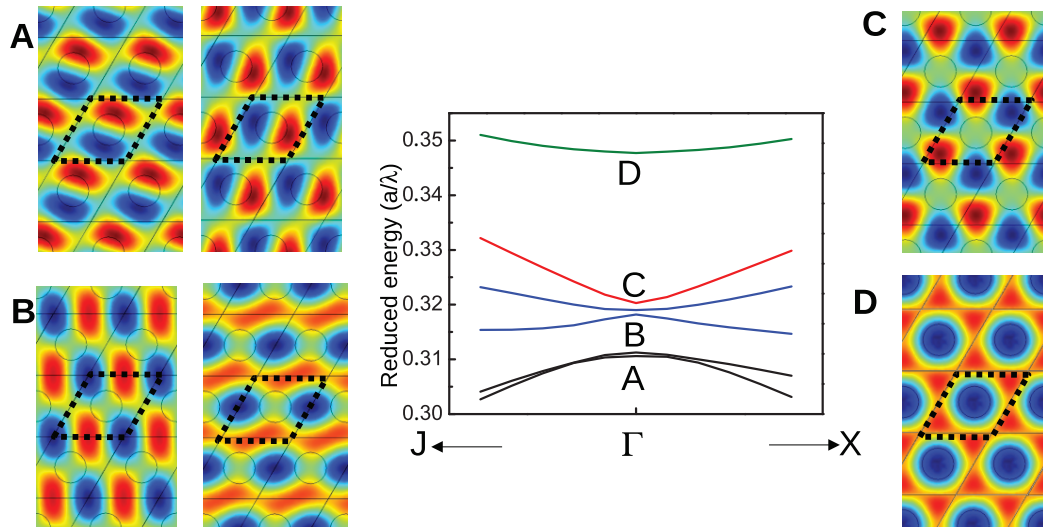 A
B
Reduced energy (a/λ)
0.35
0.34
0.33
0.32
0.31
0.30
D
C
B
A
J
Γ
X
C
D